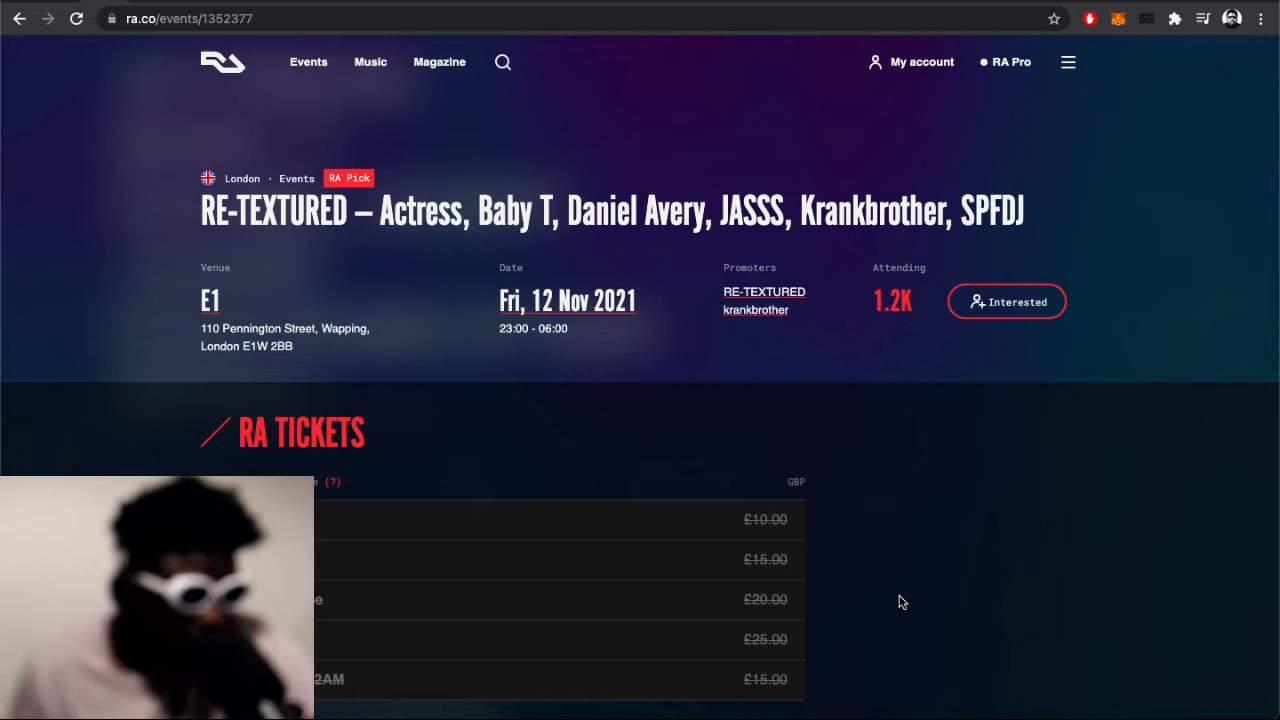 ra.co/events/1352377
Events Music Magazine My account RA Pro
London · Events RA Pick
RE-TEXTURED – Actress, Baby T, Daniel Avery, JASSS, Krankbrother, SPFDJ
Venue Date Promoters Attending
E1 Fri, 12 Nov 2021 RE-TEXTURED 1.2K Interested
krankbrother
110 Pennington Street, Wapping, 23:00 - 06:00
London E1W 2BB
RA TICKETS
(?) GBP
£10.00
£15.00
£20.00
£25.00
2AM £15.00